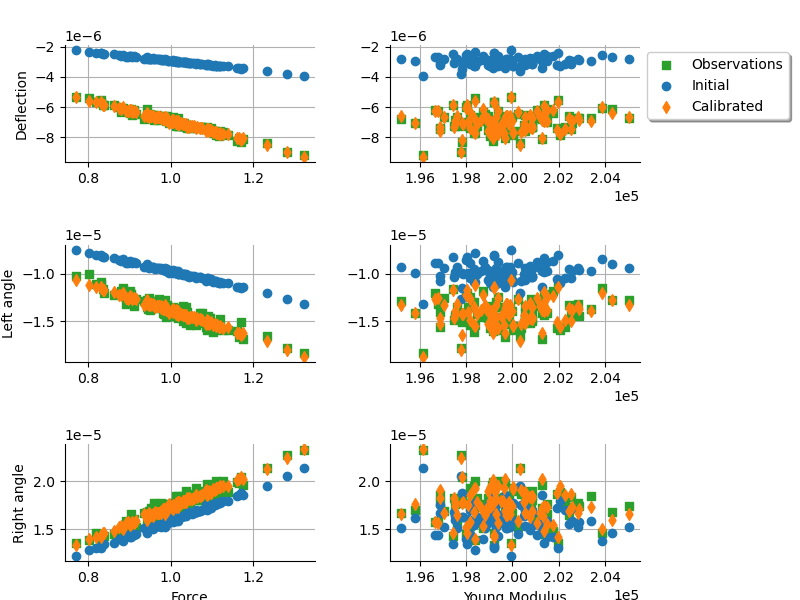 1e−6
−2
−4
−6
−8
Deflection
0.8
1.0
1.2
1e−6
−2
−4
−6
−8
1.96
1.98
2.00
2.02
2.04
1e5
Observations
Initial
Calibrated
1e−5
−1.0
−1.5
Left angle
0.8
1.0
1.2
1e−5
−1.0
−1.5
1.96
1.98
2.00
2.02
2.04
1e5
1e−5
2.0
1.5
Right angle
0.8
1.0
1.2
Force
1e−5
2.0
1.5
1.96
1.98
2.00
2.02
2.04
1e5
Young Modulus